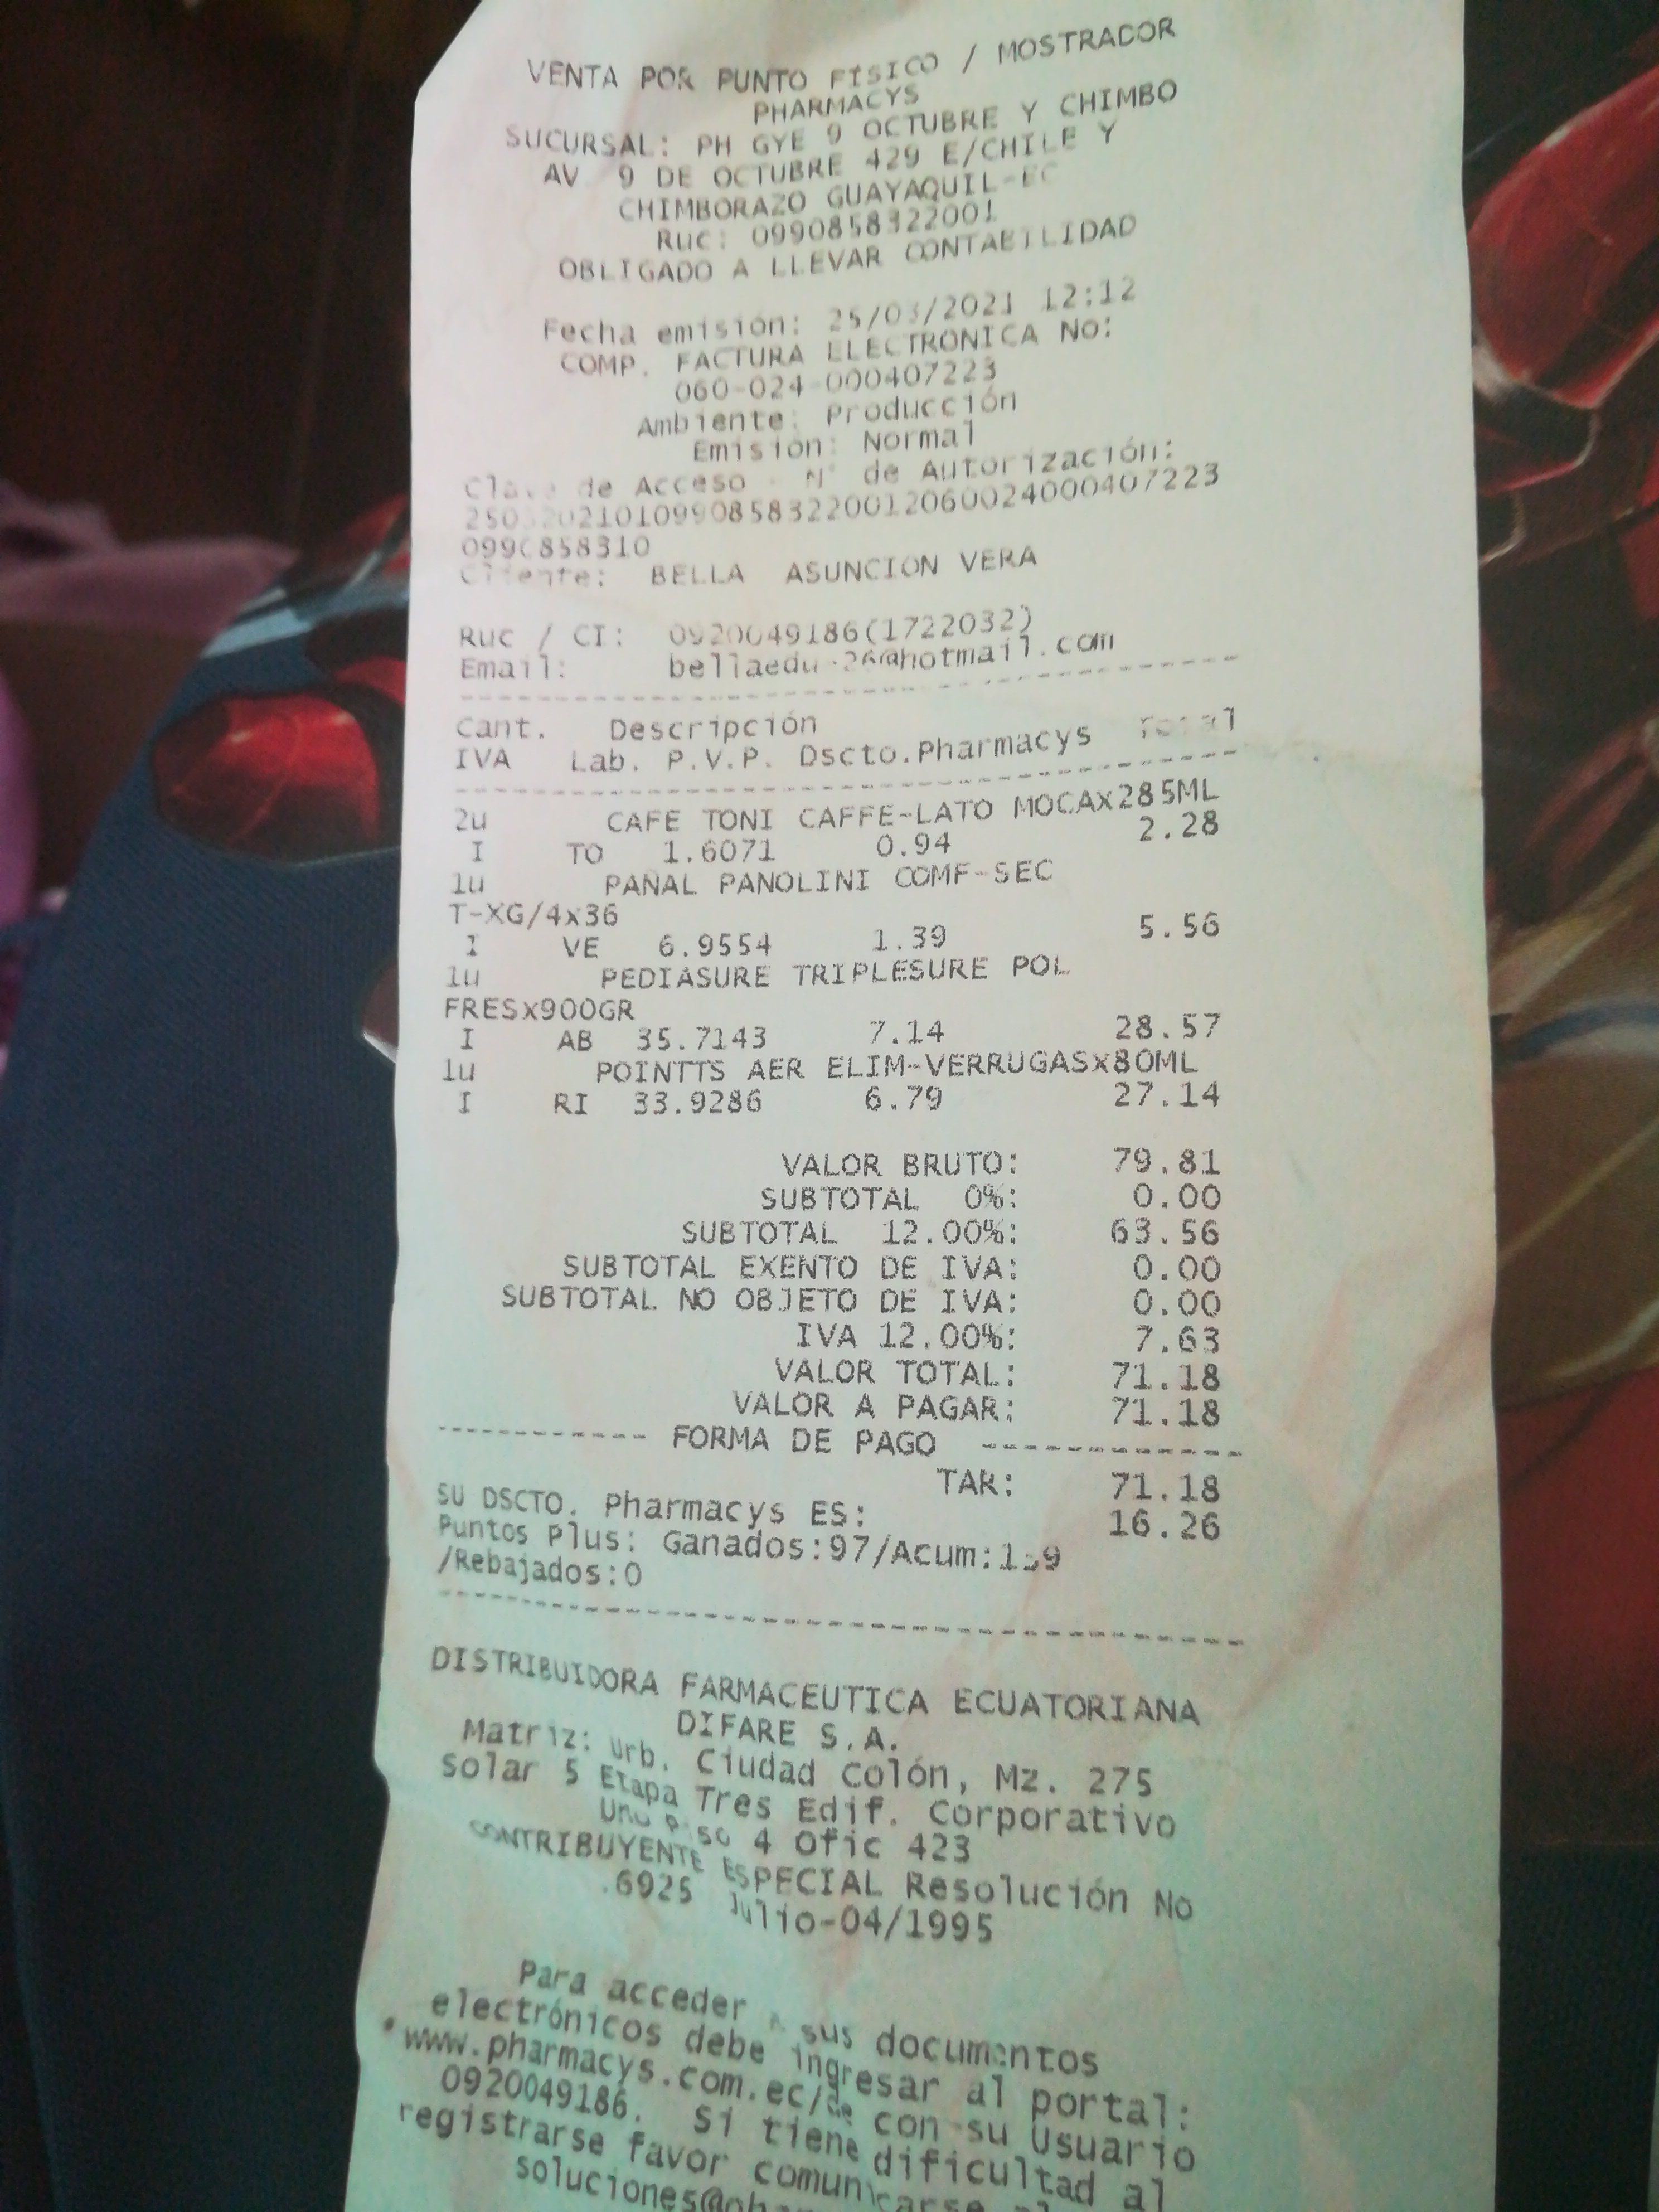 VENTA POR PUNTO FÍSICO / MOSTRADOR
PHARMACYS
SUCURSAL: PH GYE 9 OCTUBRE Y CHIMBO
AV 9 DE OCTUBRE 429 E/CHILE Y
CHIMBORAZO GUAYAQUIL-EC
Ruc: 0990858322001
OBLIGADO A LLEVAR CONTABILIDAD
Fecha emisión: 25/03/2021 12:12
COMP. FACTURA ELECTRONICA No:
060-024-000407223
Ambiente: Producción
Emisión: Normal
Clave de Acceso - N° de Autorización:
250320210109908583220012060024000407223
0990858310
Cliente: BELLA ASUNCION VERA
Ruc / CI: 0920049186(1722032)
Email:
Cant. Descripción
IVA Lab. P.V.P. Dscto.Pharmacys Total
2u CAFE TONI CAFFE-LATO MOCAX285ML
I TO 1.6071 0.94 2.28
1u PAÑAL PANOLINI COMF-SEC
T-XG/4x36
I VE 6.9554 1.39 5.56
1u PEDIASURE TRIPLESURE POL
FRESX900GR
I AB 35.7143 7.14 28.57
1u POINTTS AER ELIM-VERRUGASX80ML
I RI 33.9286 6.79 27.14
VALOR BRUTO: 79.81
SUBTOTAL 0%: 0.00
SUBTOTAL 12.00%: 63.56
SUBTOTAL EXENTO DE IVA: 0.00
SUBTOTAL NO OBJETO DE IVA: 0.00
IVA 12.00%: 7.63
VALOR TOTAL: 71.18
VALOR A PAGAR: 71.18
------------ FORMA DE PAGO -------------
TAR: 71.18
SU DSCTO. Pharmacys ES: 16.26
Puntos Plus: Ganados:97/Acum:
/Rebajados:0
DISTRIBUIDORA FARMACEUTICA ECUATORIANA
DIFARE S.A.
Matriz: Urb. Ciudad Colón, Mz. 275
solar 5 Etapa Tres Edif. Corporativo
Uno piso 4 Ofic 423
CONTRIBUYENTE ESPECIAL Resolución No
.6925 Julio-04/1995
Para acceder a sus documentos
electrónicos debe ingresar al portal:
www.pharmacys.com.ec/de con su Usuario
0920049186. Si tiene dificultad al
registrarse favor comunicarse